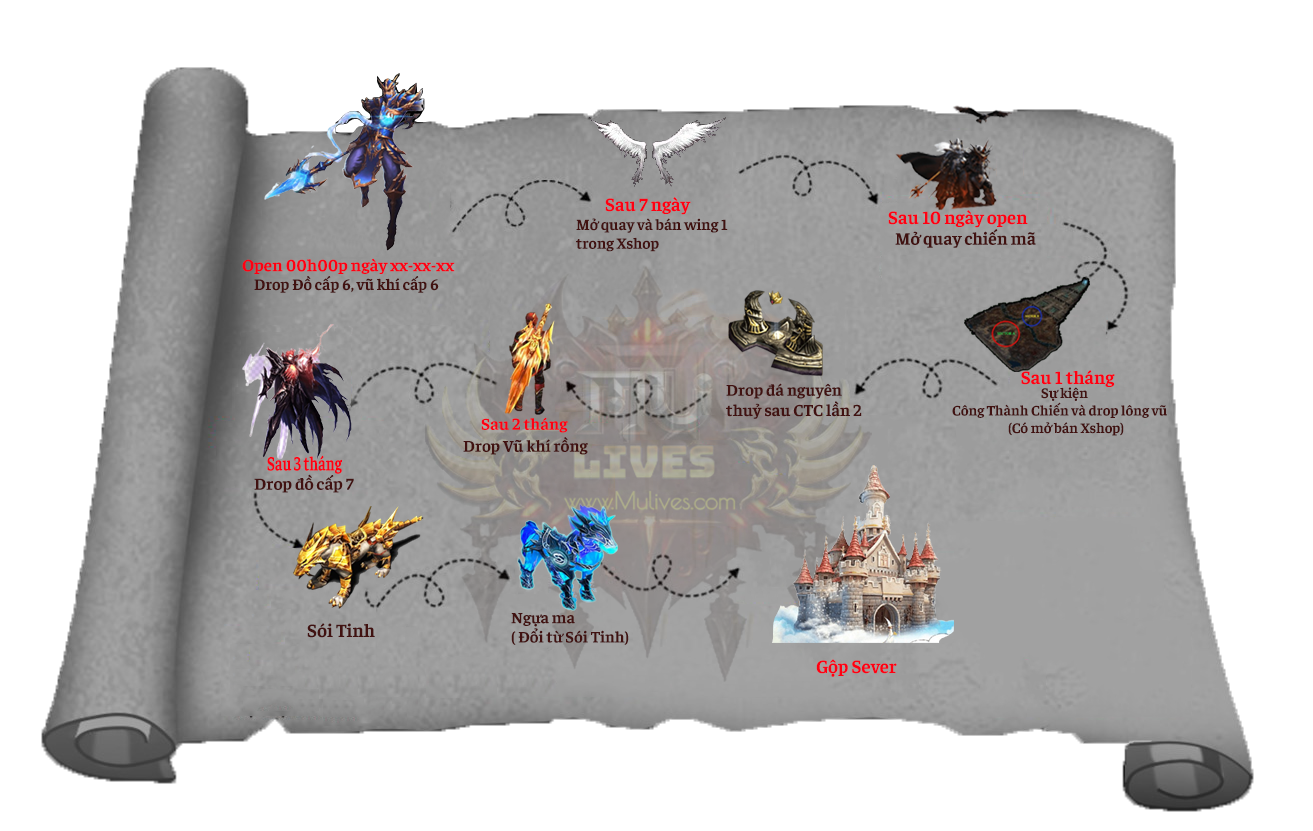 Open 00h00p ngày xx-xx-xx
Drop Đồ cấp 6, vũ khí cấp 6
Sau 7 ngày
Mở quay và bán wing 1
trong Xshop
Sau 10 ngày open
Mở quay chiến mã
Sau 1 tháng
Sự kiện
Công Thành Chiến và drop lông vũ
(Có mở bán Xshop)
Drop đá nguyên
thuỷ sau CTC lần 2
Sau 2 tháng
Drop Vũ khí rồng
Sau 3 tháng
Drop đồ cấp 7
MU
LIVES
www.Mulives.com
Sói Tinh
Ngựa ma
( Đổi từ Sói Tinh)
Gộp Sever